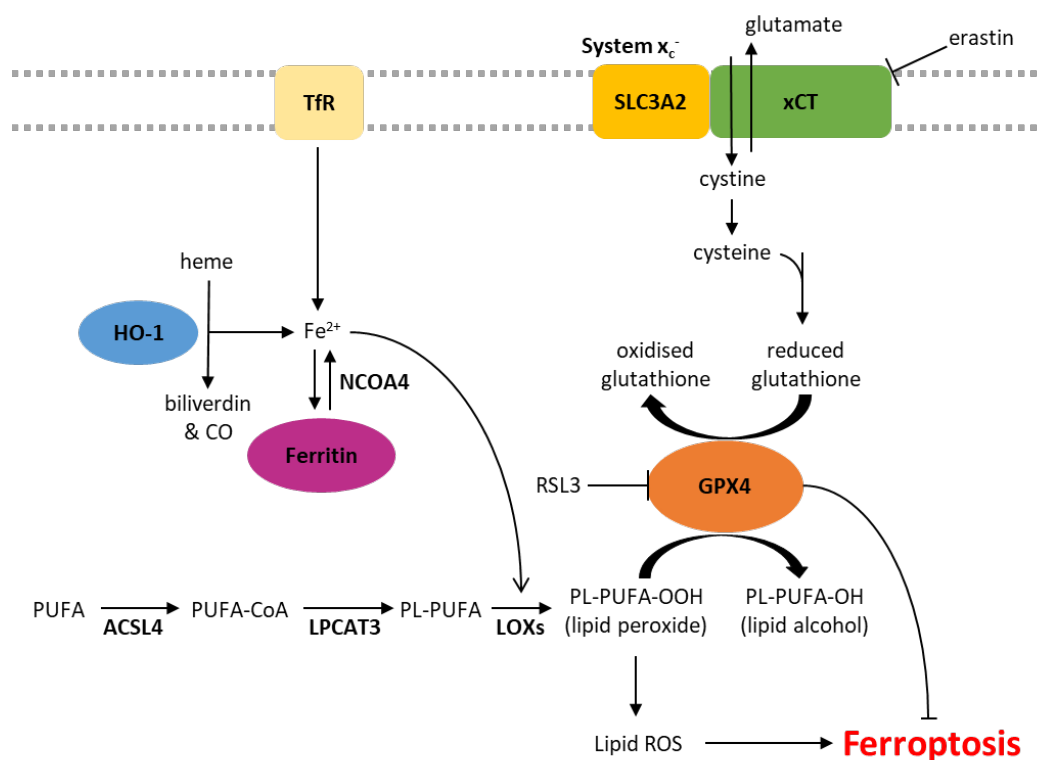 glutamate
System x꜀⁻
erastin
TfR
SLC3A2
xCT
cystine
cysteine
heme
HO-1
Fe²⁺
NCOA4
biliverdin
& CO
Ferritin
oxidised
glutathione
reduced
glutathione
RSL3
GPX4
PUFA
ACSL4
PUFA-CoA
LPCAT3
PL-PUFA
LOXs
PL-PUFA-OOH
(lipid peroxide)
PL-PUFA-OH
(lipid alcohol)
Lipid ROS
Ferroptosis